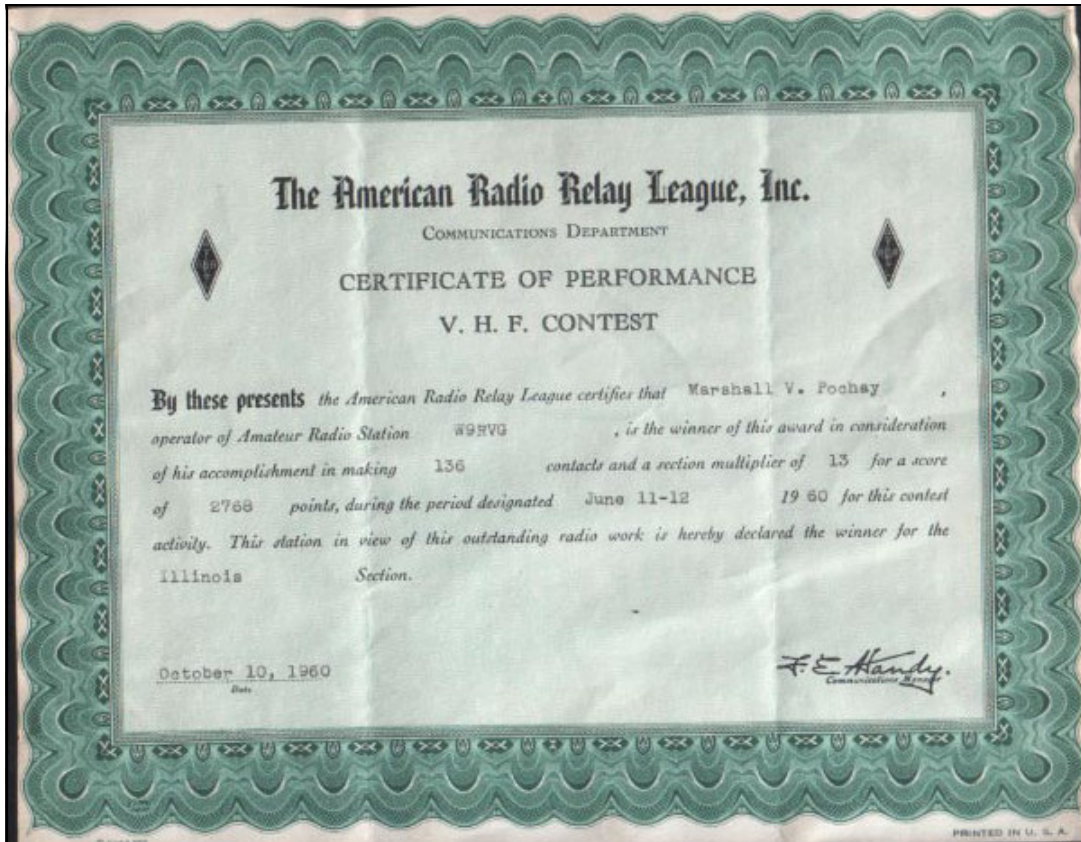 The American Radio Relay League, Inc.
COMMUNICATIONS DEPARTMENT
CERTIFICATE OF PERFORMANCE
V. H. F. CONTEST
By these presents the American Radio Relay League certifies that Marshall V. Pochay ,
operator of Amateur Radio Station W9RVG , is the winner of this award in consideration
of his accomplishment in making 136 contacts and a section multiplier of 13 for a score
of 2768 points, during the period designated June 11-12 19 60 for this contest
activity. This station in view of this outstanding radio work is hereby declared the winner for the
Illinois Section.
October 10, 1960 F. E. Handy.
Date Communications Manager
PRINTED IN U. S. A.